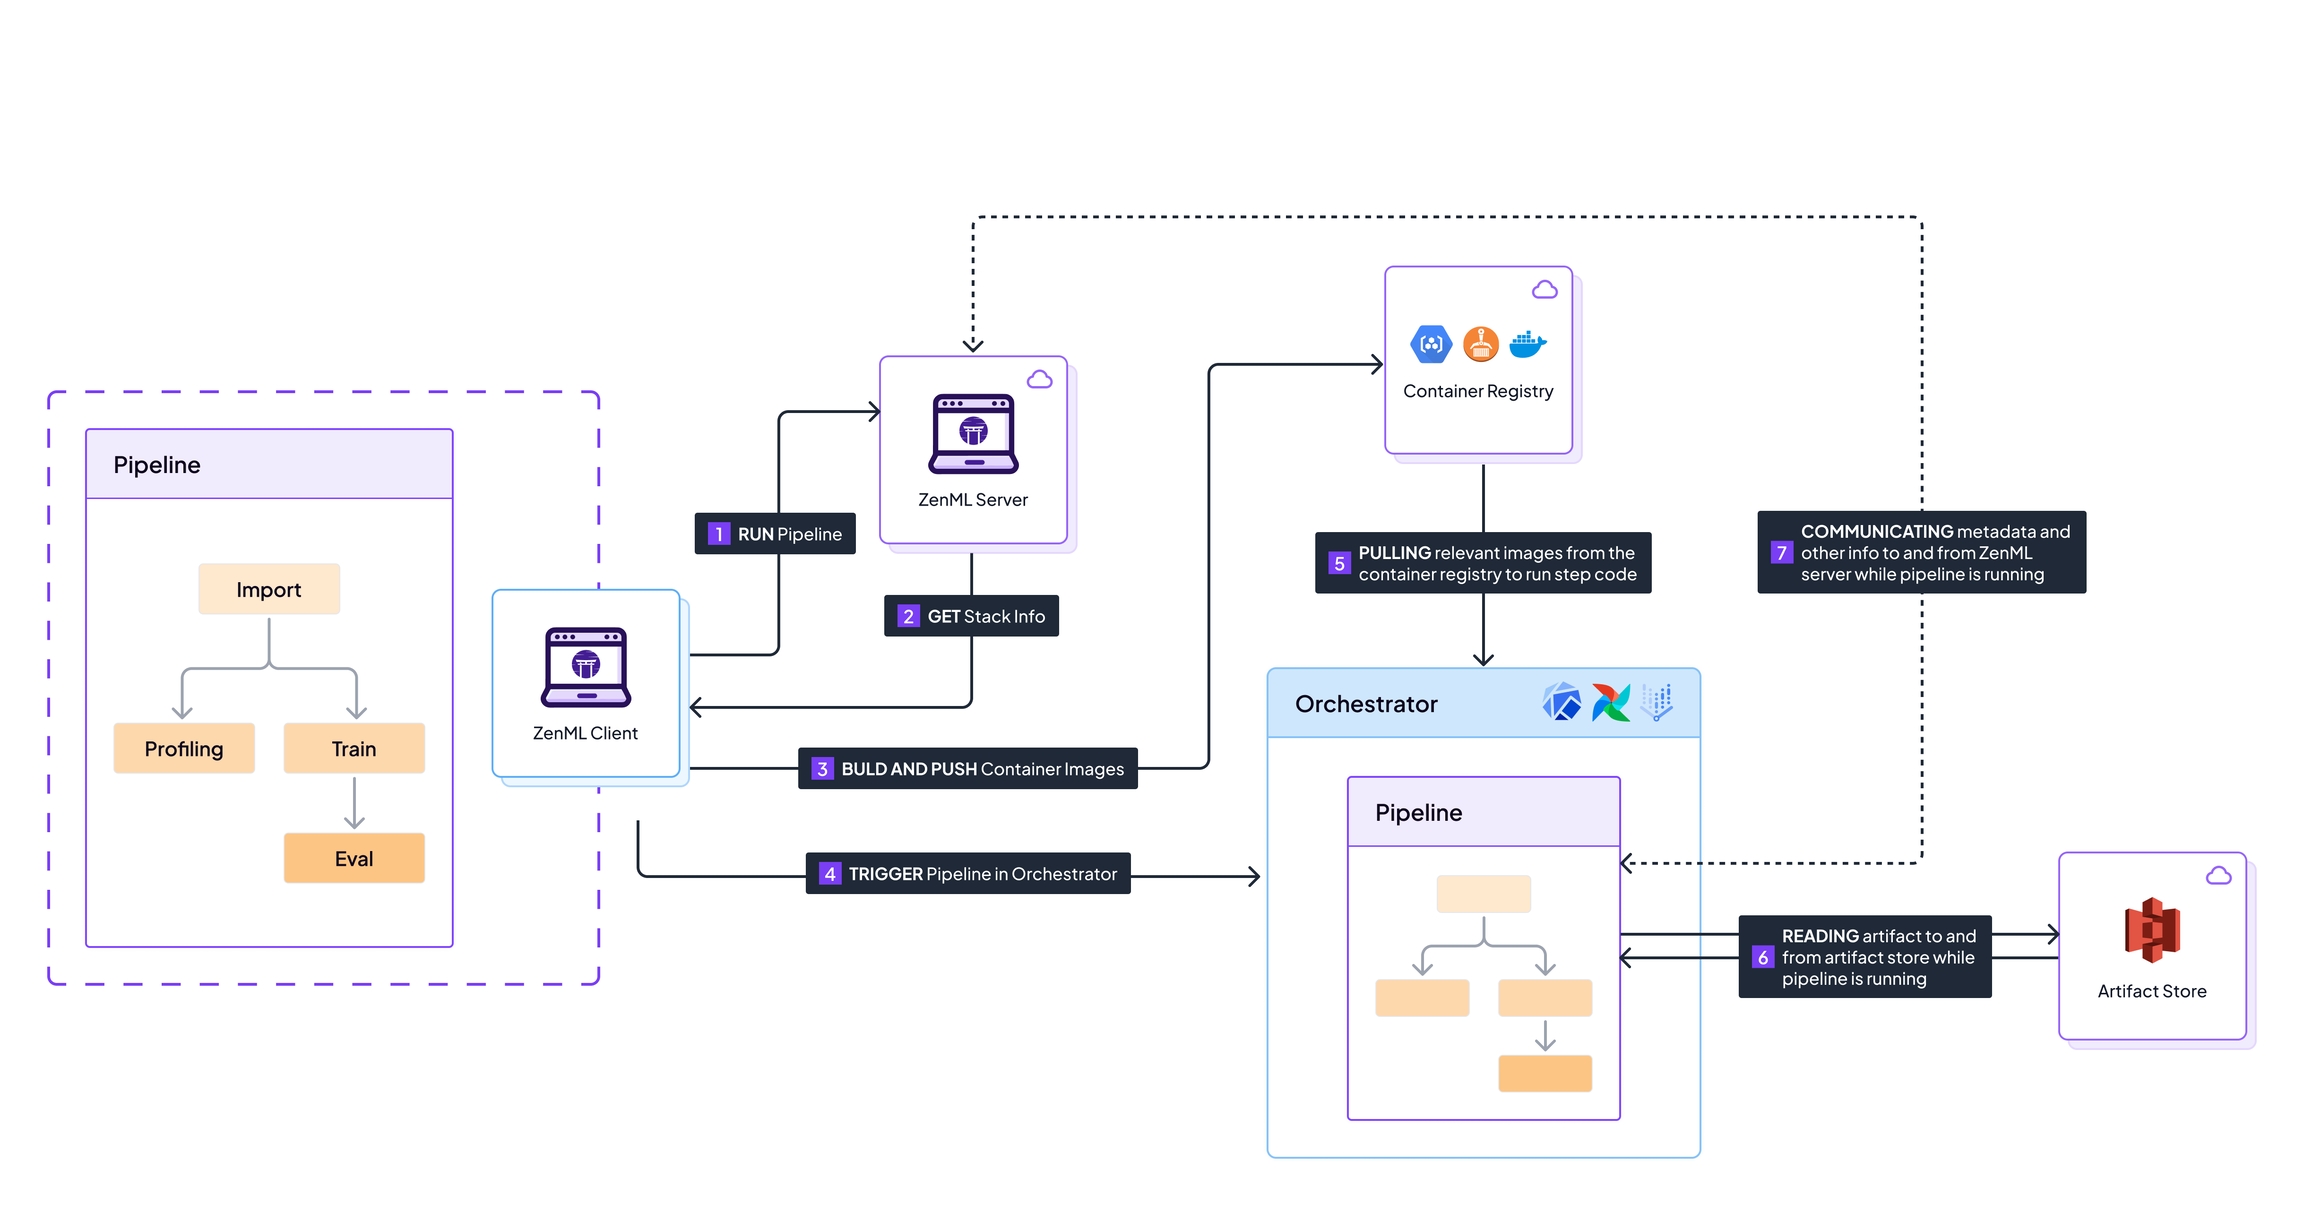 Pipeline
Import
Profiling
Train
Eval
ZenML Client
1 RUN Pipeline
ZenML Server
2 GET Stack Info
3 BULD AND PUSH Container Images
4 TRIGGER Pipeline in Orchestrator
Container Registry
5 PULLING relevant images from the
container registry to run step code
Orchestrator
Pipeline
6 READING artifact to and
from artifact store while
pipeline is running
Artifact Store
7 COMMUNICATING metadata and
other info to and from ZenML
server while pipeline is running